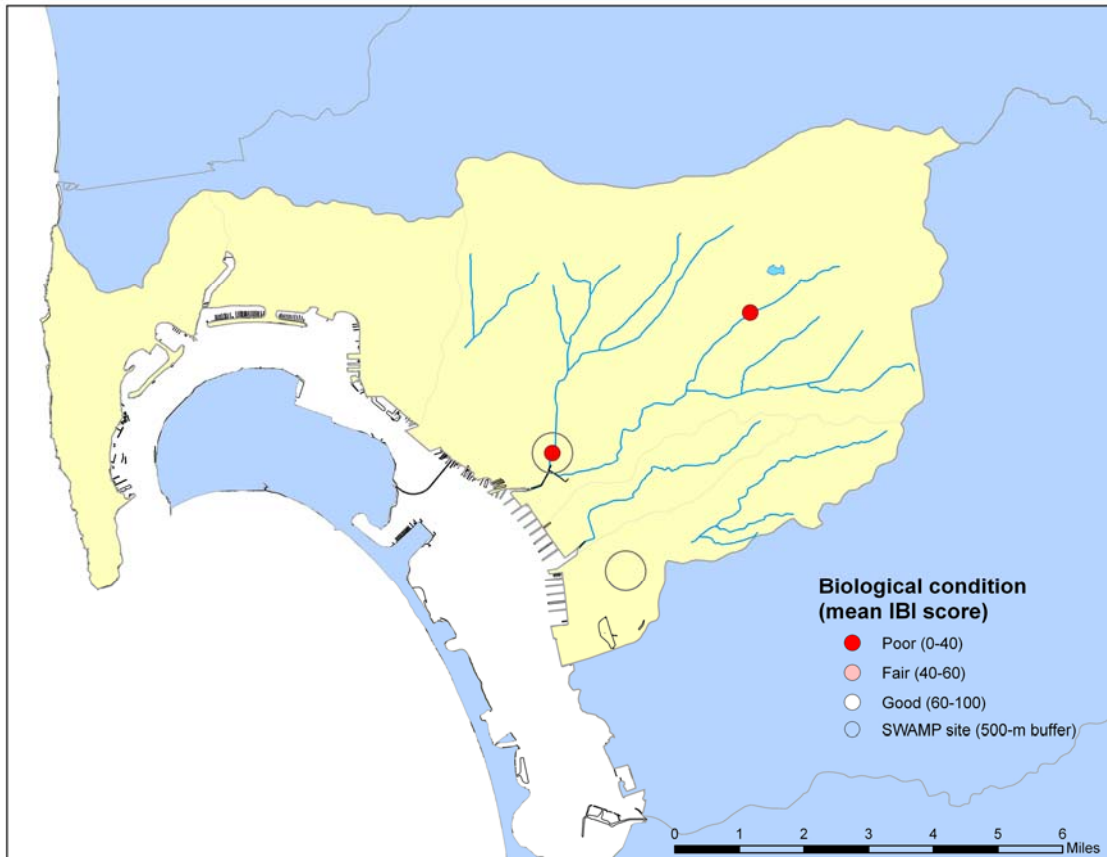 Biological condition
(mean IBI score)
Poor (0-40)
Fair (40-60)
Good (60-100)
SWAMP site (500-m buffer)
0 1 2 3 4 5 6
Miles